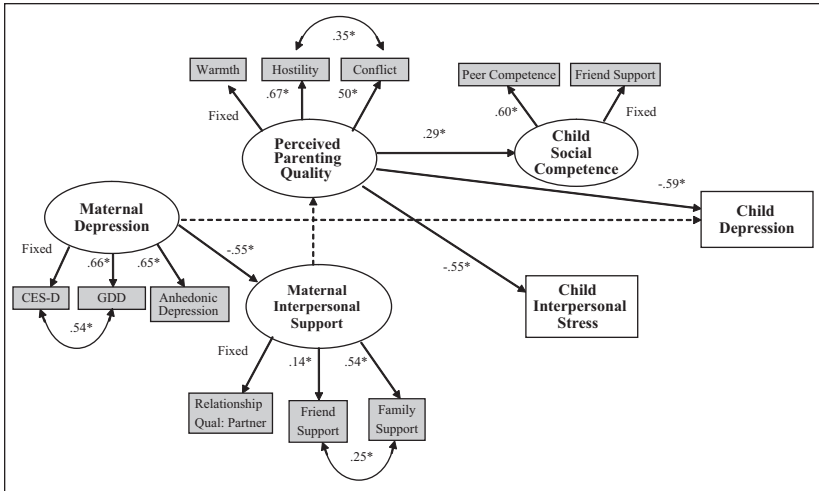 .35*
Warmth
Hostility
Conflict
Peer Competence
Friend Support
.67*
50*
.60*
Fixed
Fixed
.29*
Perceived
Parenting
Quality
Child
Social
Competence
-.59*
Maternal
Depression
Child
Depression
Fixed
.66*
.65*
-.55*
-.55*
CES-D
GDD
Anhedonic
Depression
Maternal
Interpersonal
Support
Child
Interpersonal
Stress
.54*
Fixed
.14*
.54*
Relationship
Qual: Partner
Friend
Support
Family
Support
.25*